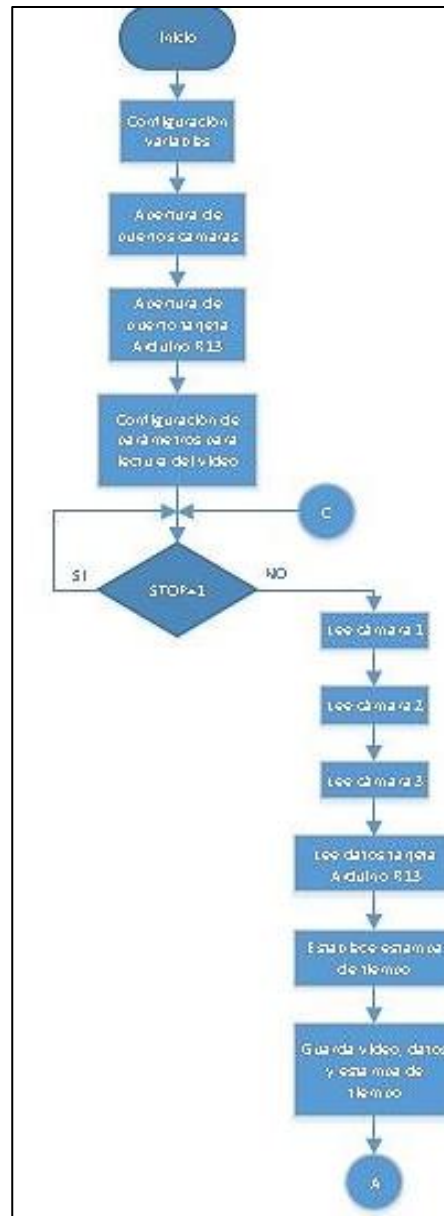 Inicio
Configuración
variables
Apertura de
puertos cámaras
Apertura de
puerto tarjeta
Arduino R13
Configuración de
parámetros para
lectura del vídeo
C
SI
NO
STOP=1
Lee cámara 1
Lee cámara 2
Lee cámara 3
Lee datos tarjeta
Arduino R13
Establece estampa
de tiempo
Guarda vídeo, datos
y estampa de
tiempo
A